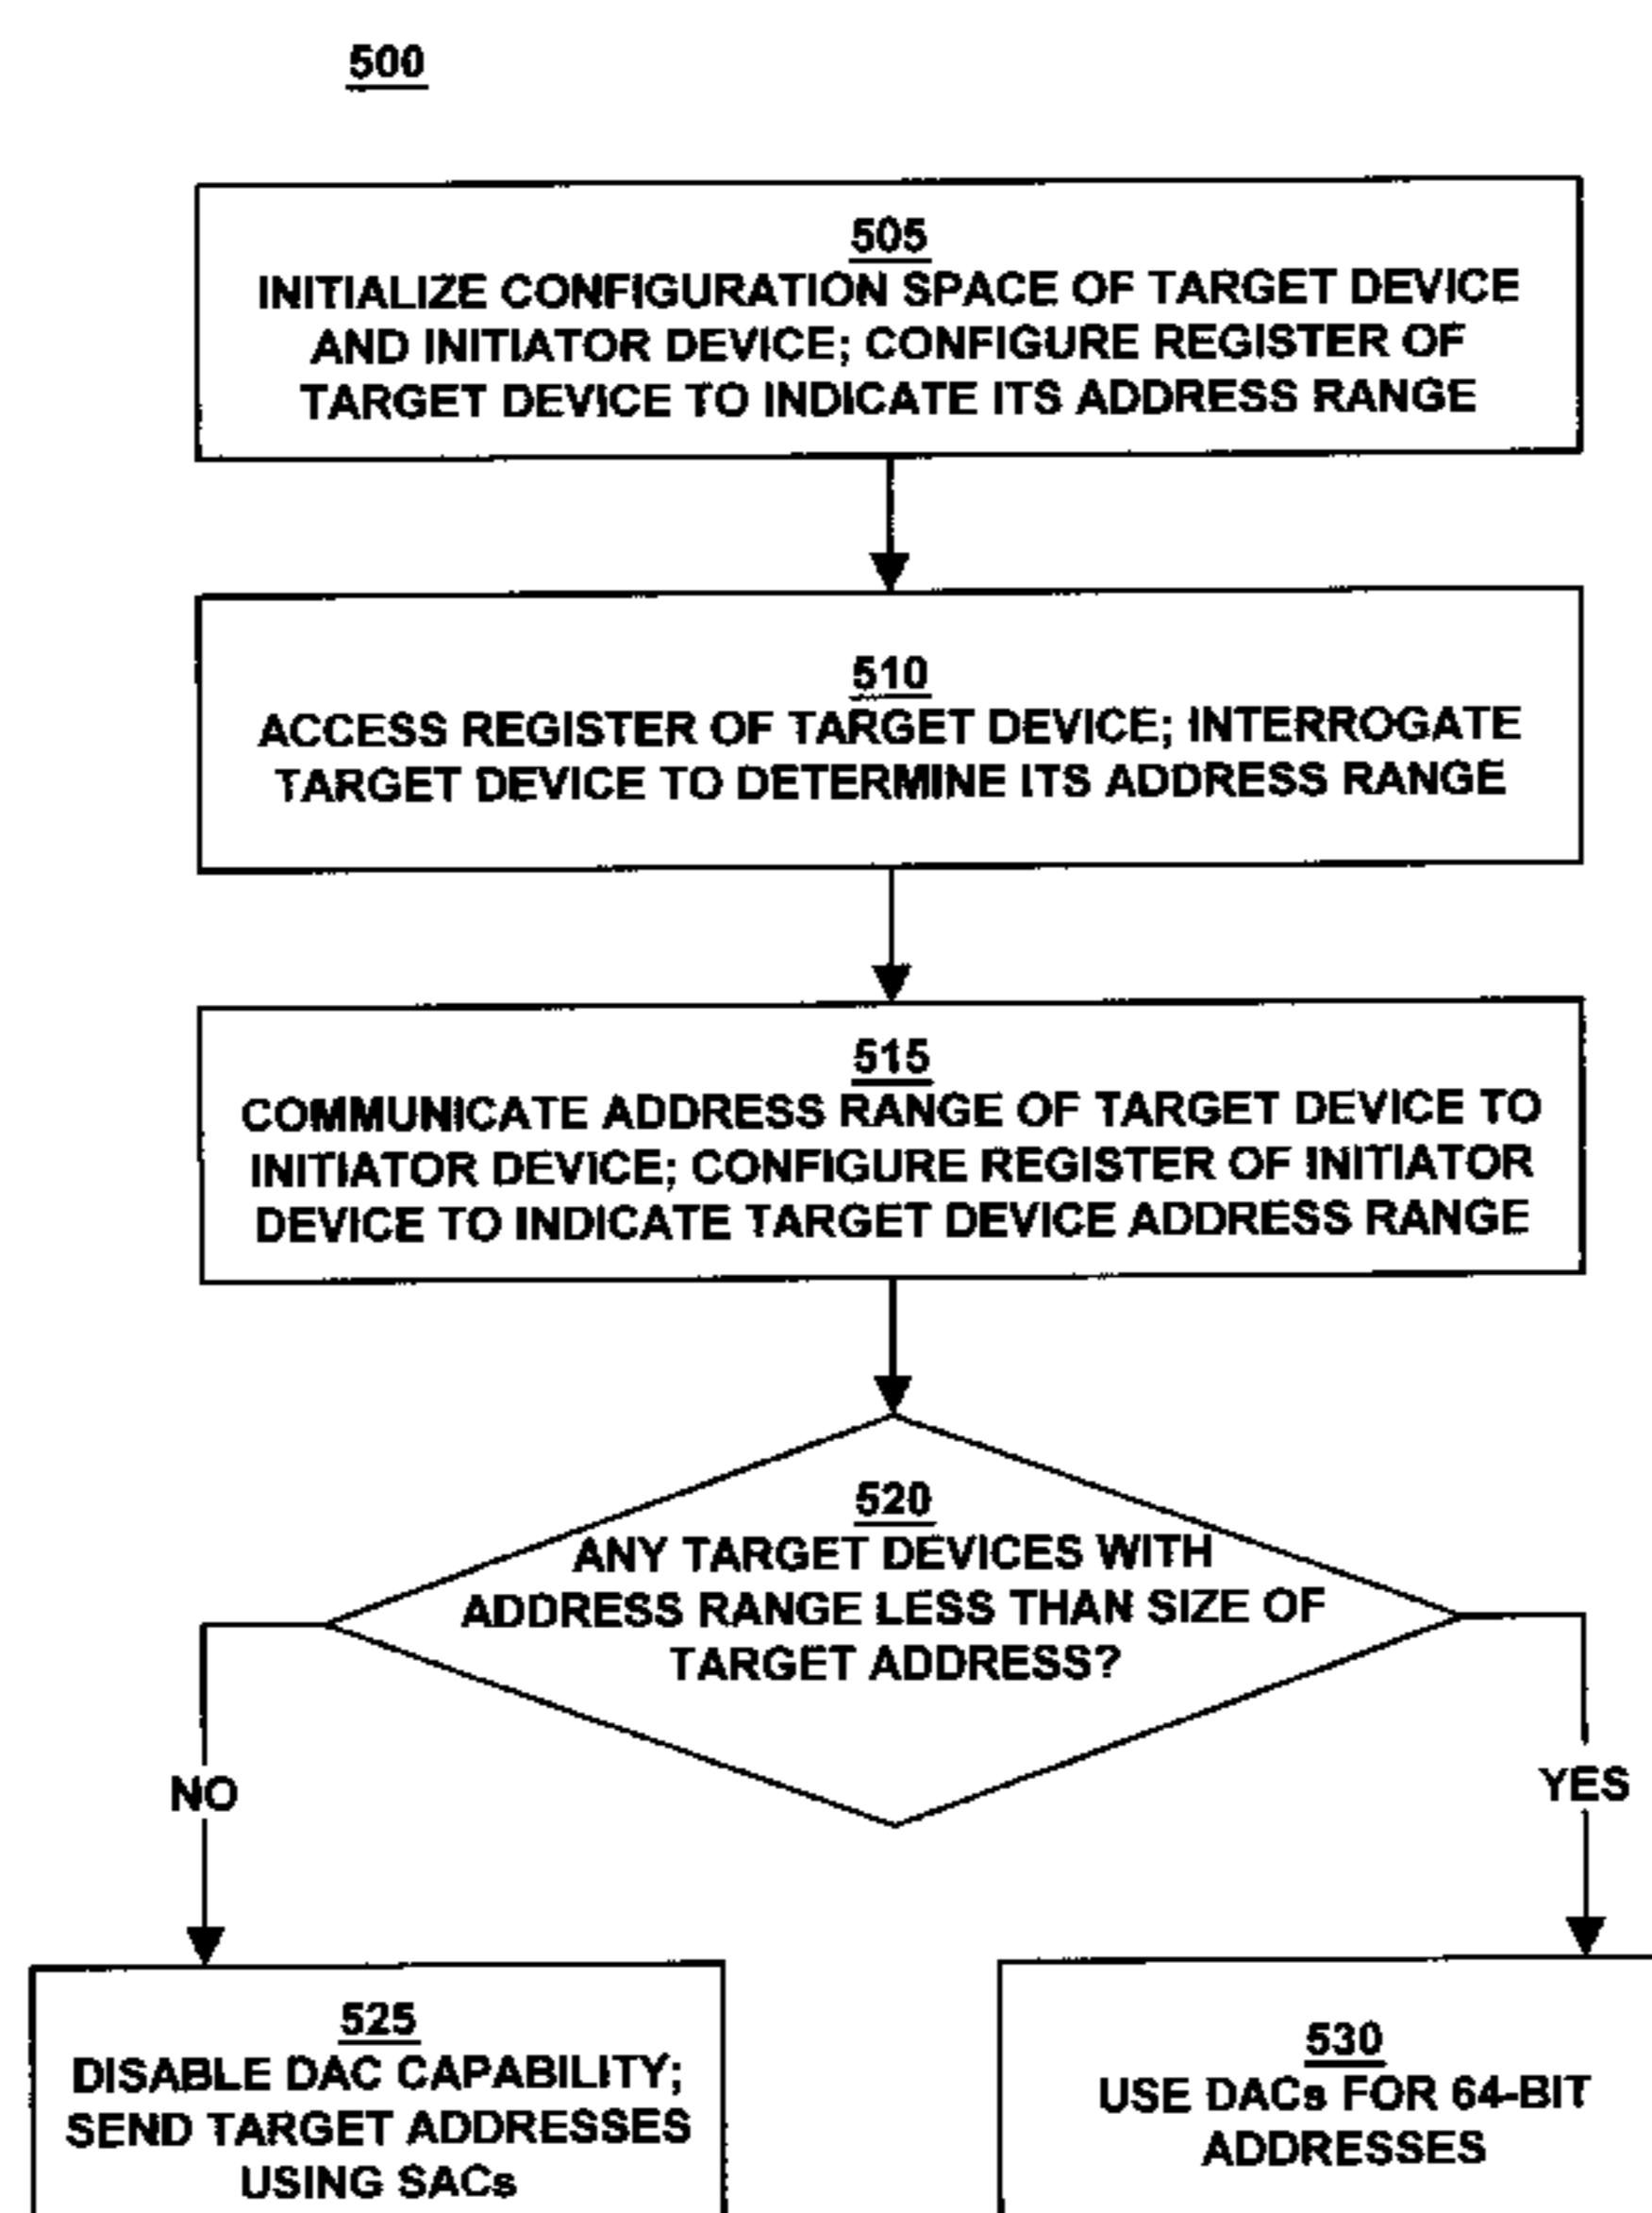 500
505
INITIALIZE CONFIGURATION SPACE OF TARGET DEVICE
AND INITIATOR DEVICE; CONFIGURE REGISTER OF
TARGET DEVICE TO INDICATE ITS ADDRESS RANGE
510
ACCESS REGISTER OF TARGET DEVICE; INTERROGATE
TARGET DEVICE TO DETERMINE ITS ADDRESS RANGE
515
COMMUNICATE ADDRESS RANGE OF TARGET DEVICE TO
INITIATOR DEVICE; CONFIGURE REGISTER OF INITIATOR
DEVICE TO INDICATE TARGET DEVICE ADDRESS RANGE
520
ANY TARGET DEVICES WITH
ADDRESS RANGE LESS THAN SIZE OF
TARGET ADDRESS?
NO
YES
525
DISABLE DAC CAPABILITY;
SEND TARGET ADDRESSES
USING SACs
530
USE DACs FOR 64-BIT
ADDRESSES